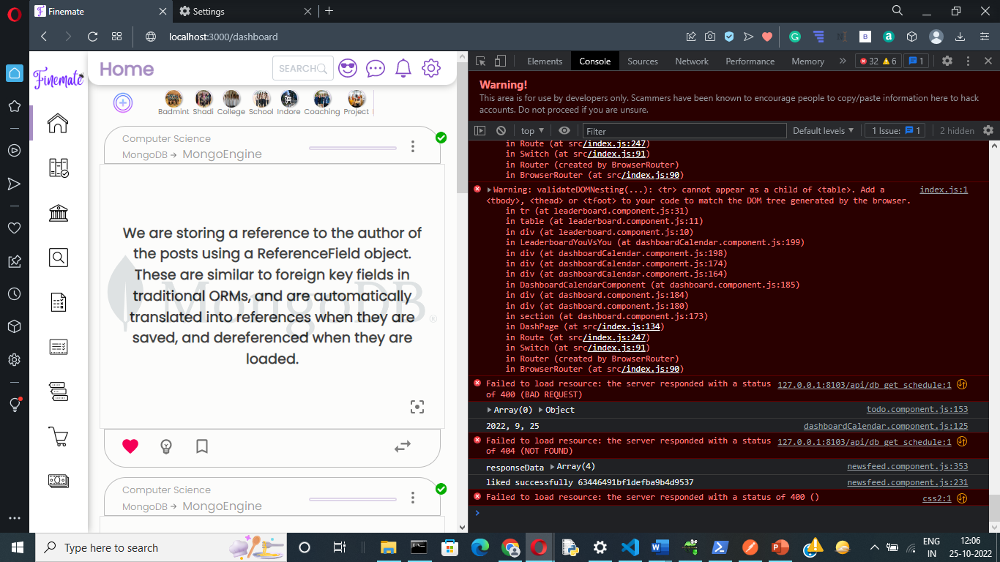 Finemate
Settings
localhost:3000/dashboard
Finemate
Home
SEARCH
Badmint Shadi College School Indore Coaching Project
Computer Science
MongoDB → MongoEngine
MongoDB
We are storing a reference to the author of
the posts using a ReferenceField object.
These are similar to foreign key fields in
traditional ORMs, and are automatically
translated into references when they are
saved, and dereferenced when they are
loaded.
Computer Science
MongoDB → MongoEngine
Elements Console Sources Network Performance Memory » 32 6 1
Warning!
This area is for use by developers only. Scammers have been known to encourage people to copy/paste information here to hack
accounts. Do not proceed if you are unsure.
top ▼ Filter Default levels ▼ 1 Issue: 1 2 hidden
in Route (at src/index.js:247)
in Switch (at src/index.js:91)
in Router (created by BrowserRouter)
in BrowserRouter (at src/index.js:90)
Warning: validateDOMNesting(...): <tr> cannot appear as a child of <table>. Add a index.js:1
<tbody>, <thead> or <tfoot> to your code to match the DOM tree generated by the browser.
in tr (at leaderboard.component.js:31)
in table (at leaderboard.component.js:11)
in div (at leaderboard.component.js:10)
in LeaderboardYouVsYou (at dashboardCalendar.component.js:199)
in div (at dashboardCalendar.component.js:198)
in div (at dashboardCalendar.component.js:174)
in div (at dashboardCalendar.component.js:164)
in DashboardCalendarComponent (at dashboard.component.js:185)
in div (at dashboard.component.js:184)
in div (at dashboard.component.js:180)
in section (at dashboard.component.js:173)
in DashPage (at src/index.js:134)
in Route (at src/index.js:247)
in Switch (at src/index.js:91)
in Router (created by BrowserRouter)
in BrowserRouter (at src/index.js:90)
Failed to load resource: the server responded with a status 127.0.0.1:8103/api/db_get_schedule:1
of 400 (BAD REQUEST)
Array(0) Object todo.component.js:153
2022, 9, 25 dashboardCalendar.component.js:125
Failed to load resource: the server responded with a status 127.0.0.1:8103/api/db_get_schedule:1
of 404 (NOT FOUND)
responseData Array(4) newsfeed.component.js:353
liked successfully 63446491bf1defba9b4d9537 newsfeed.component.js:231
Failed to load resource: the server responded with a status of 400 () css2:1
Type here to search
ENG
IN
12:06
25-10-2022